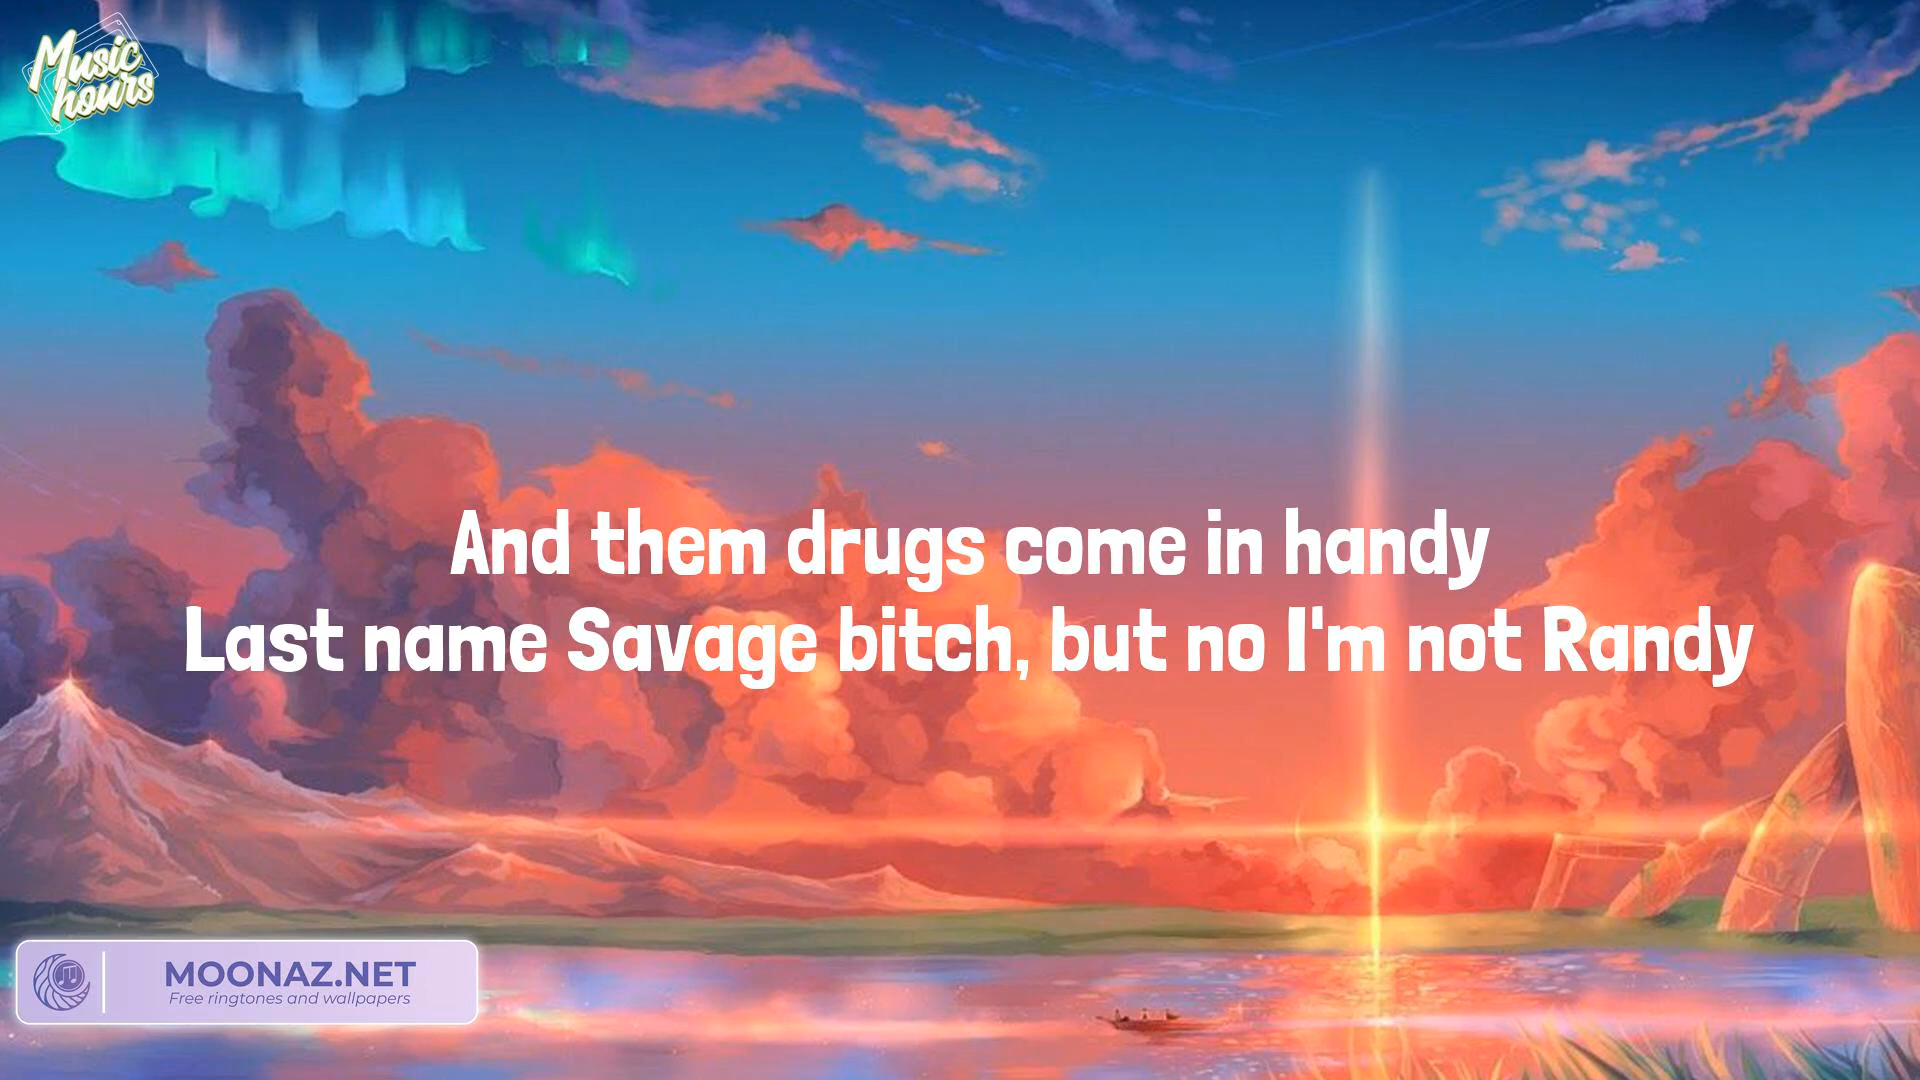 Music
hours
And them drugs come in handy
Last name Savage bitch, but no I'm not Randy
MOONAZ.NET
Free ringtones and wallpapers